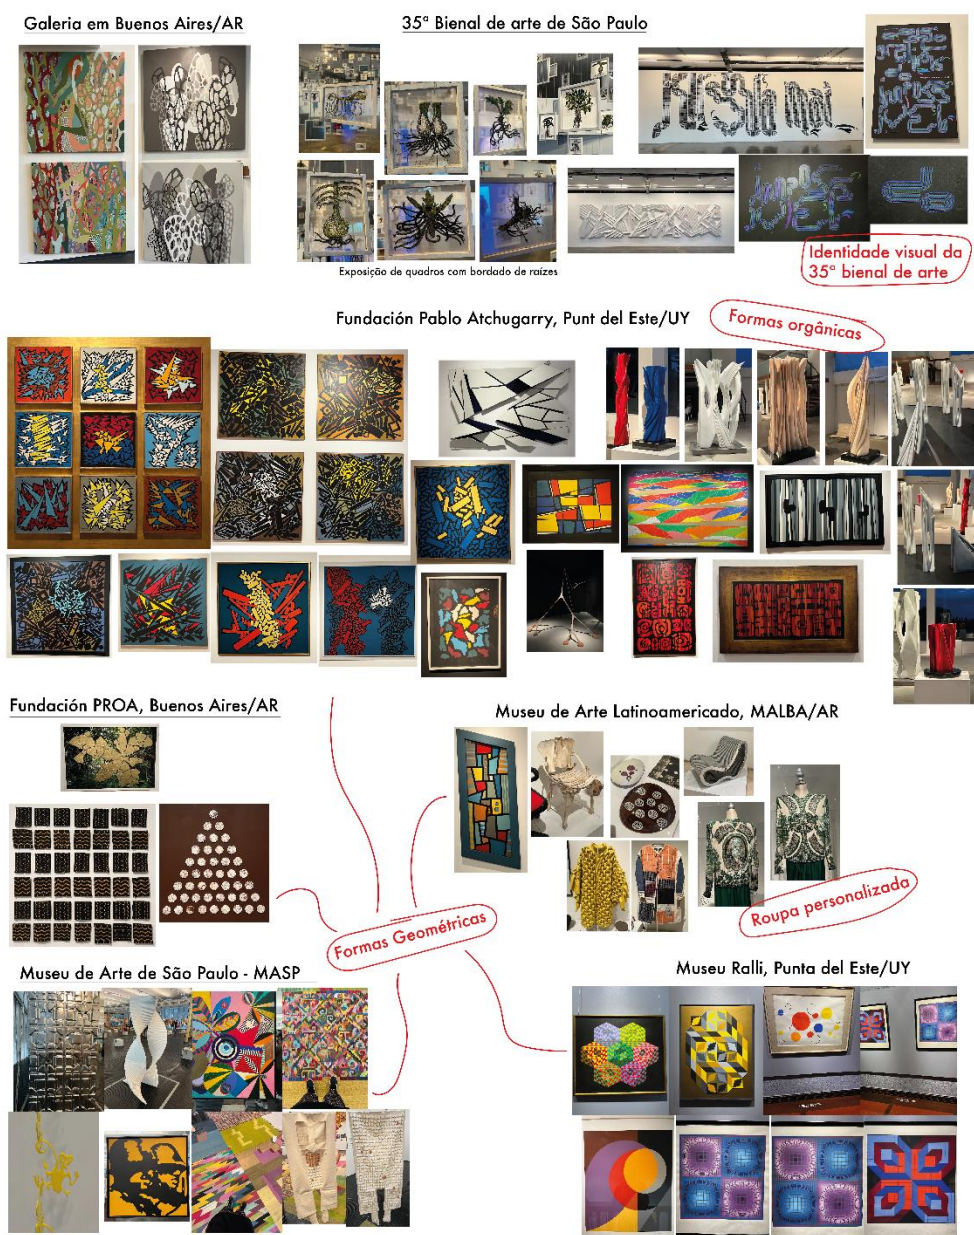 Galeria em Buenos Aires/AR
35ª Bienal de arte de São Paulo
Exposição de quadros com bordado de raízes
Identidade visual da
35ª bienal de arte
Fundación Pablo Atchugarry, Punt del Este/UY
Formas orgânicas
Fundación PROA, Buenos Aires/AR
Museu de Arte Latinoamericado, MALBA/AR
Roupa personalizada
Formas Geométricas
Museu de Arte de São Paulo - MASP
Museu Ralli, Punta del Este/UY